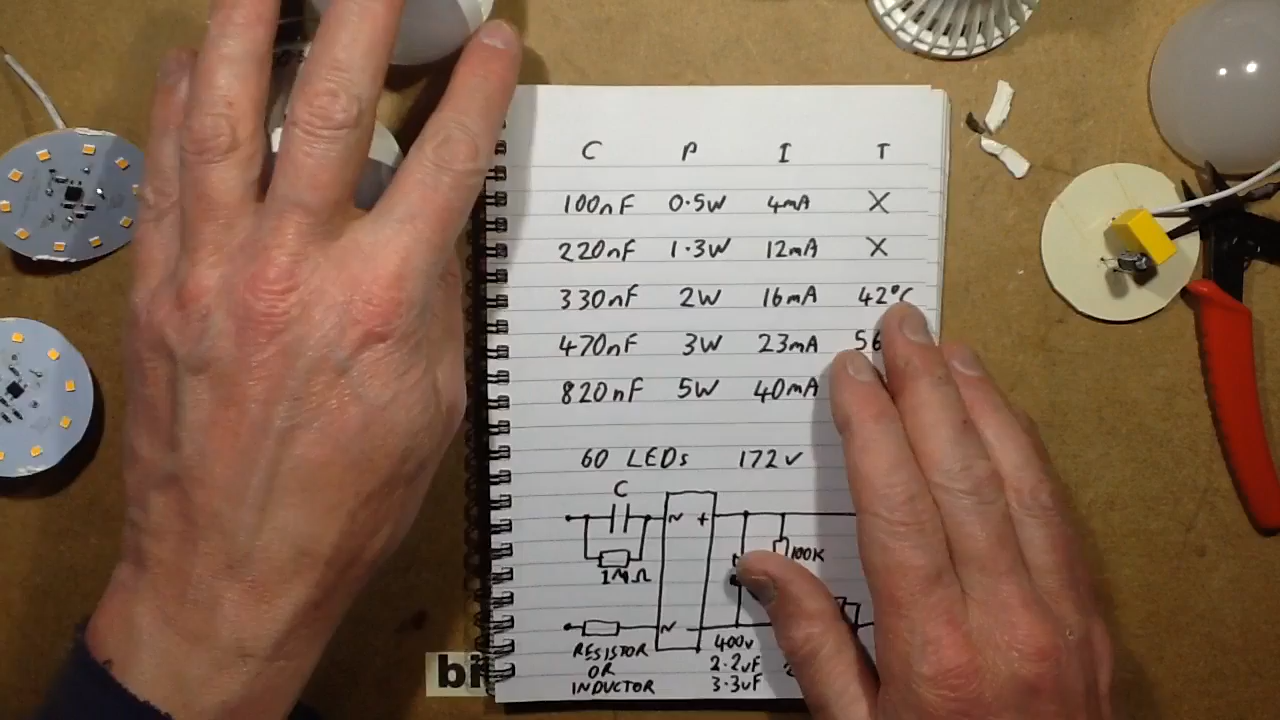 C P I T
100nF 0.5W 4mA X
220nF 1.3W 12mA X
330nF 2W 16mA 42°C
470nF 3W 23mA 56
820nF 5W 40mA
60 LEDs 172v
C
~ +
1MΩ
100K
~ -
RESISTOR
OR
INDUCTOR
400v
2.2uF
3.3uF